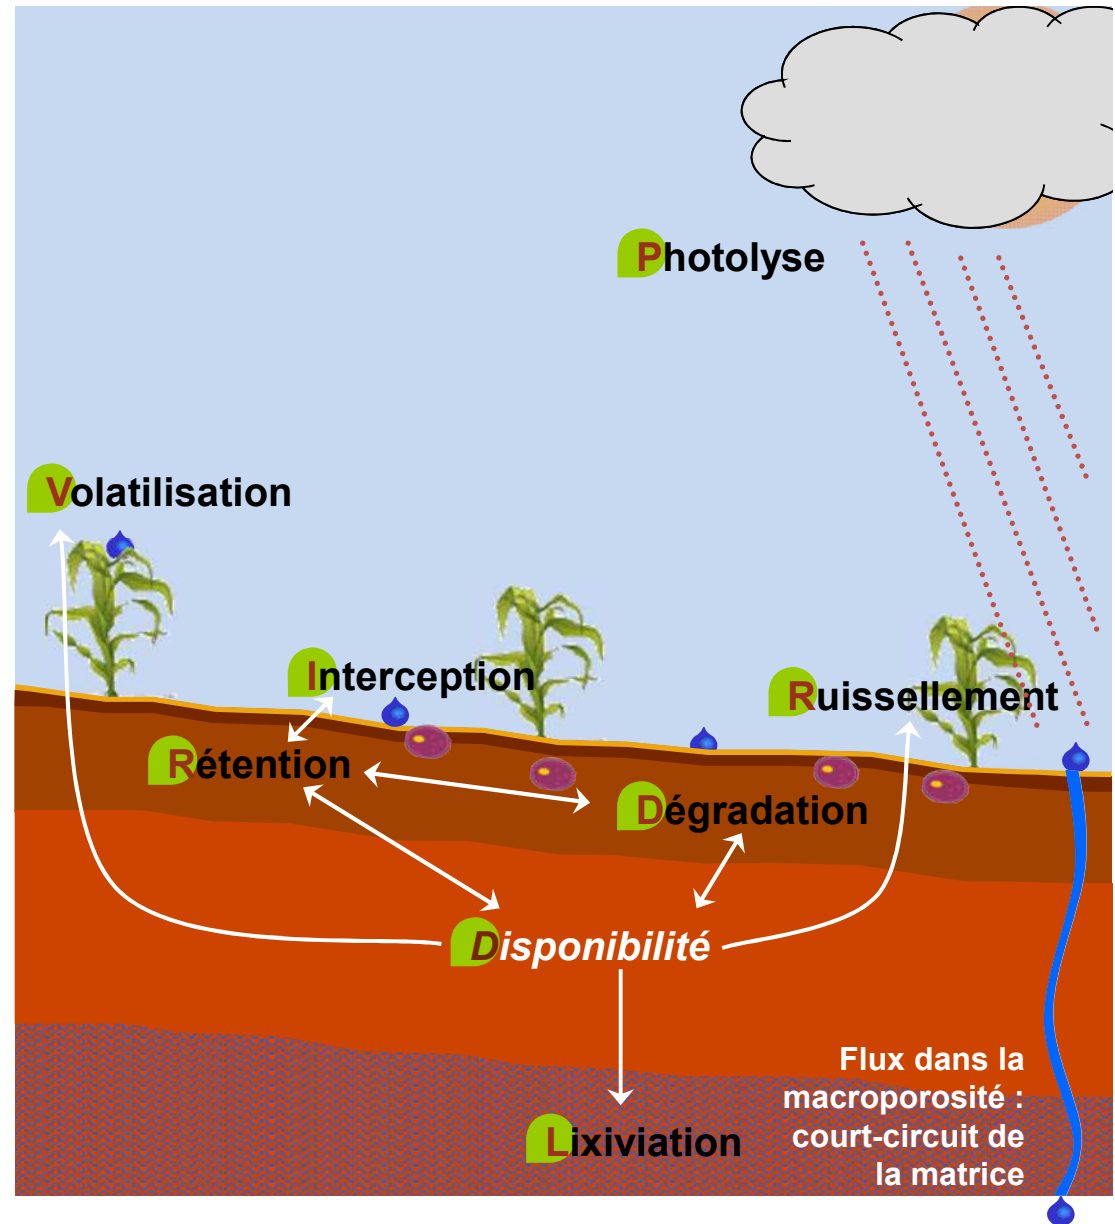 Photolyse
Volatilisation
Interception
Ruissellement
Rétention
Dégradation
Disponibilité
Flux dans la
macroporosité :
court-circuit de
la matrice
Lixiviation